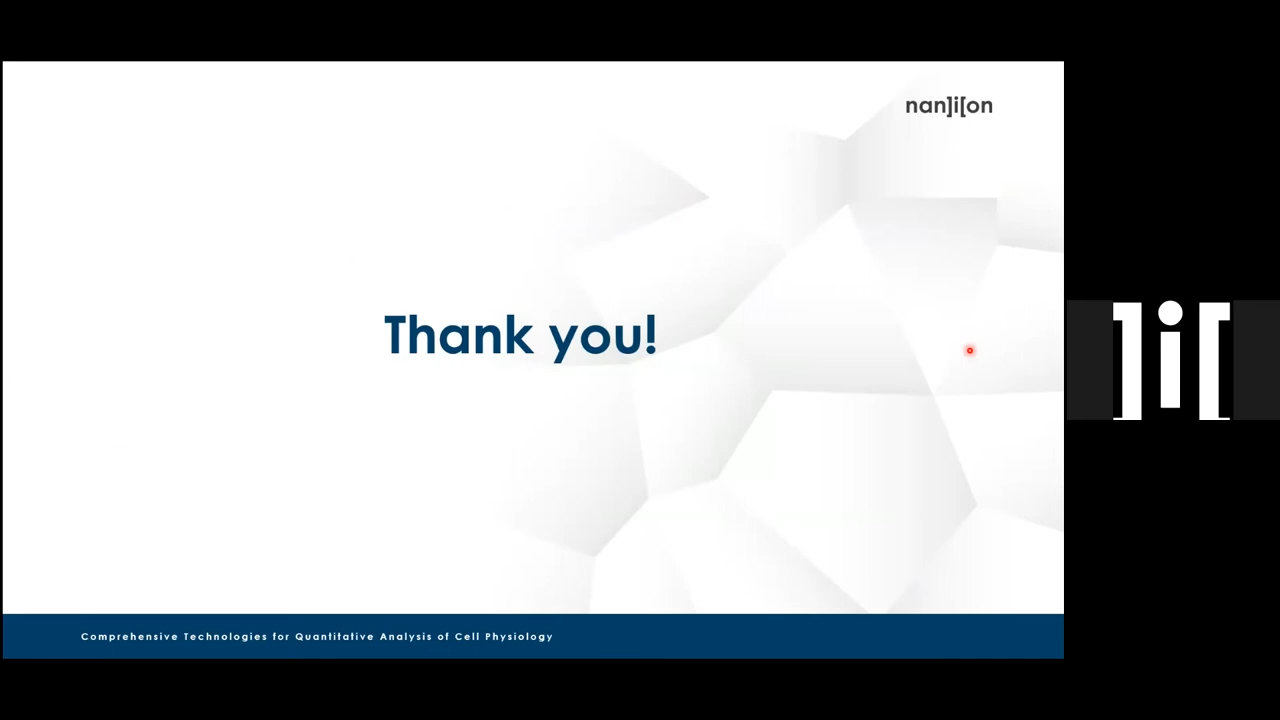 nan]i[on
Thank you!
]i[
Comprehensive Technologies for Quantitative Analysis of Cell Physiology